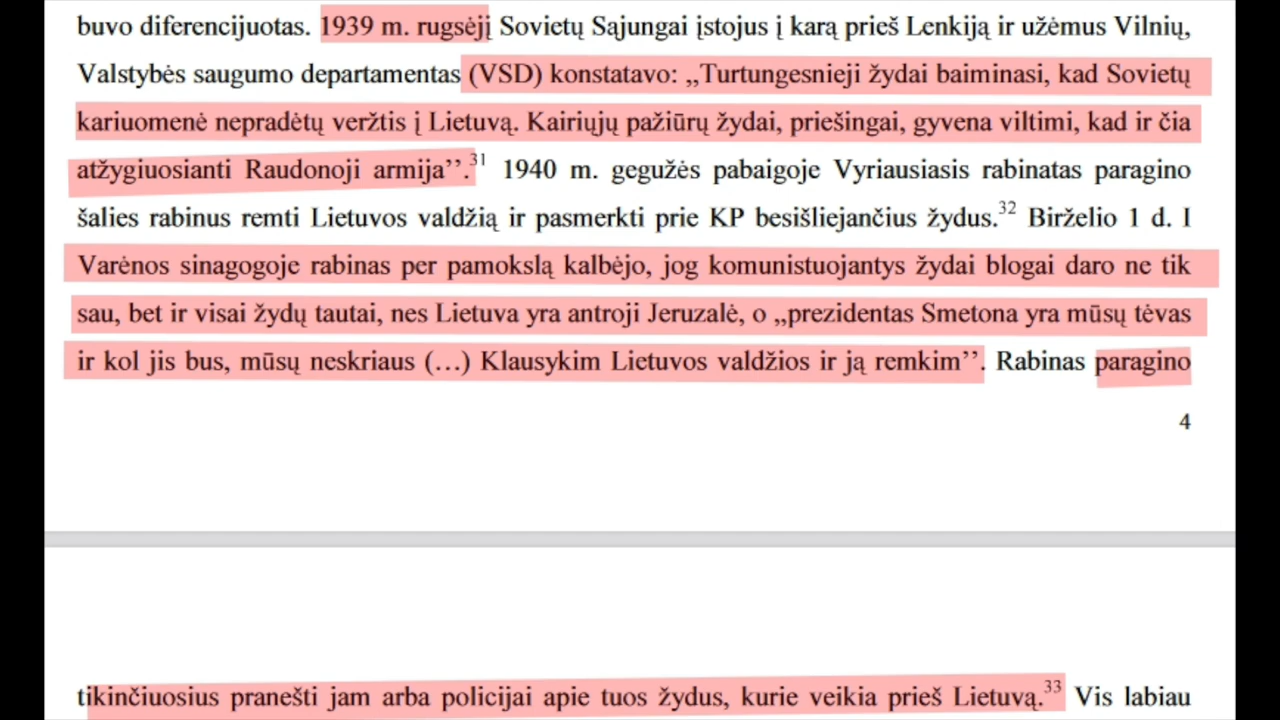 buvo diferencijuotas. 1939 m. rugsėjį Sovietų Sąjungai įstojus į karą prieš Lenkiją ir užėmus Vilnių,
Valstybės saugumo departamentas (VSD) konstatavo: „Turtungesnieji žydai baiminasi, kad Sovietų
kariuomenė nepradėtų veržtis į Lietuvą. Kairiųjų pažiūrų žydai, priešingai, gyvena viltimi, kad ir čia
atžygiuosianti Raudonoji armija’’.31 1940 m. gegužės pabaigoje Vyriausiasis rabinatas paragino
šalies rabinus remti Lietuvos valdžią ir pasmerkti prie KP besišliejančius žydus.32 Birželio 1 d. I
Varėnos sinagogoje rabinas per pamokslą kalbėjo, jog komunistuojantys žydai blogai daro ne tik
sau, bet ir visai žydų tautai, nes Lietuva yra antroji Jeruzalė, o „prezidentas Smetona yra mūsų tėvas
ir kol jis bus, mūsų neskriaus (…) Klausykim Lietuvos valdžios ir ją remkim’’. Rabinas paragino
4
tikinčiuosius pranešti jam arba policijai apie tuos žydus, kurie veikia prieš Lietuvą.33 Vis labiau